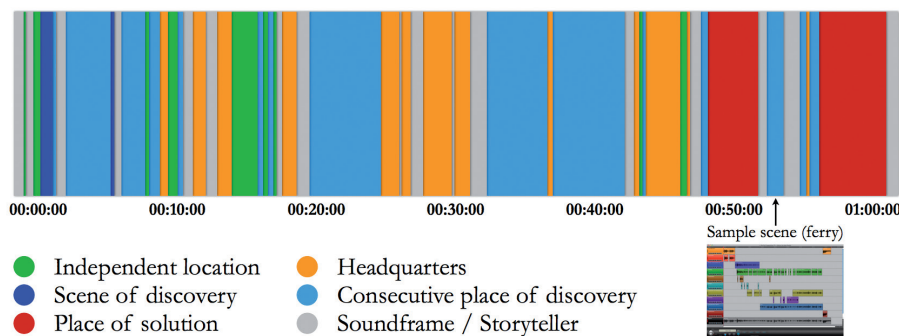 00:00:00 00:10:00 00:20:00 00:30:00 00:40:00 00:50:00 01:00:00
Sample scene (ferry)
Independent location
Headquarters
Scene of discovery
Consecutive place of discovery
Place of solution
Soundframe / Storyteller